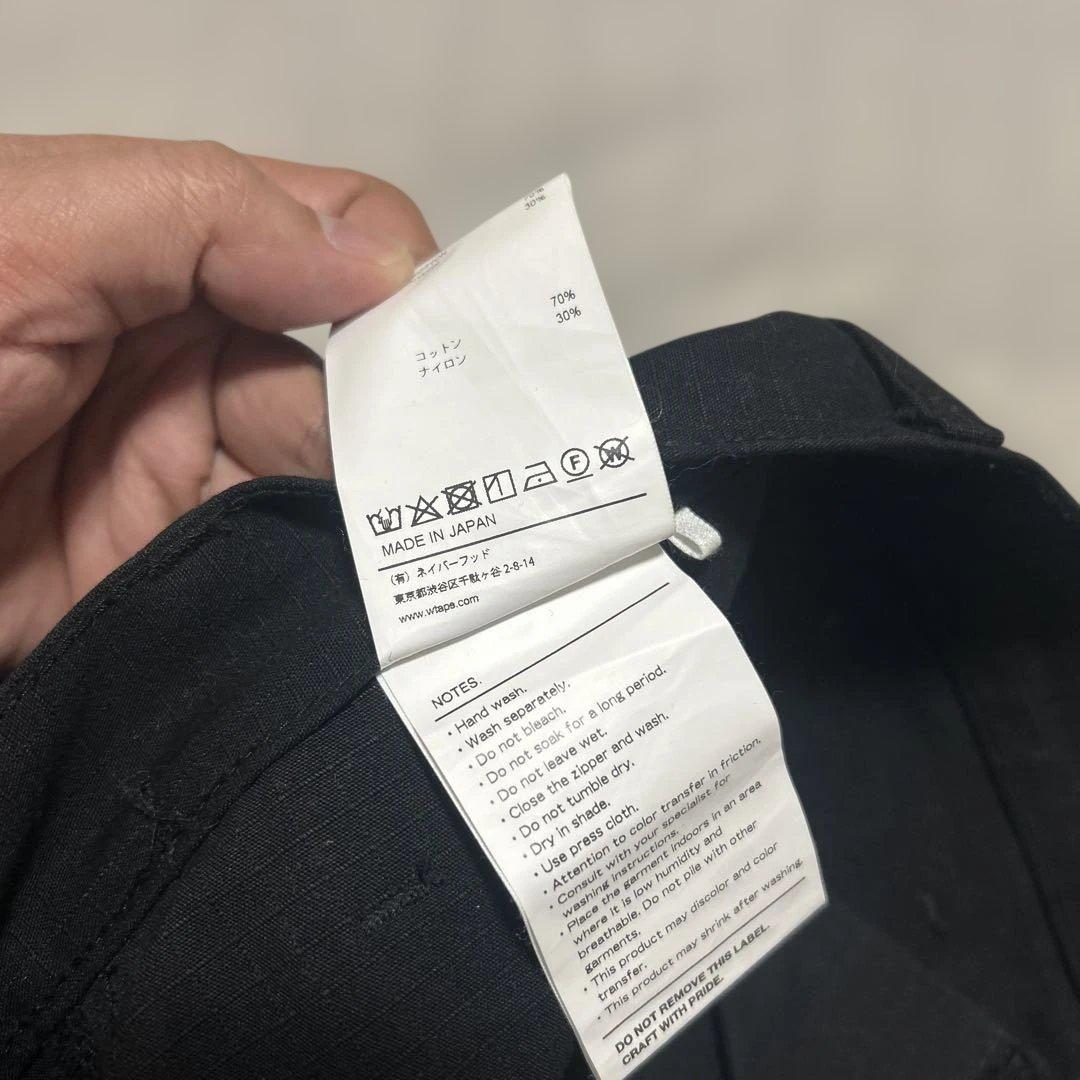 30%
70%
30%
コットン
ナイロン
F
W
MADE IN JAPAN
(有) ネイバーフッド
東京都渋谷区千駄ヶ谷 2-8-14
www.wtaps.com
NOTES.
・Hand wash.
・Wash separately.
・Do not bleach.
・Do not soak for a long period.
・Do not leave wet.
・Close the zipper and wash.
・Do not tumble dry.
・Dry in shade.
・Use press cloth.
・Attention to color transfer in friction.
・Consult with your specialist for
washing instructions.
・Place the garment indoors in an area
where it is low humidity and
breathable. Do not pile with other
garments.
・This product may discolor and color
transfer.
・This product may shrink after washing.
DO NOT REMOVE THIS LABEL.
CRAFT WITH PRIDE.